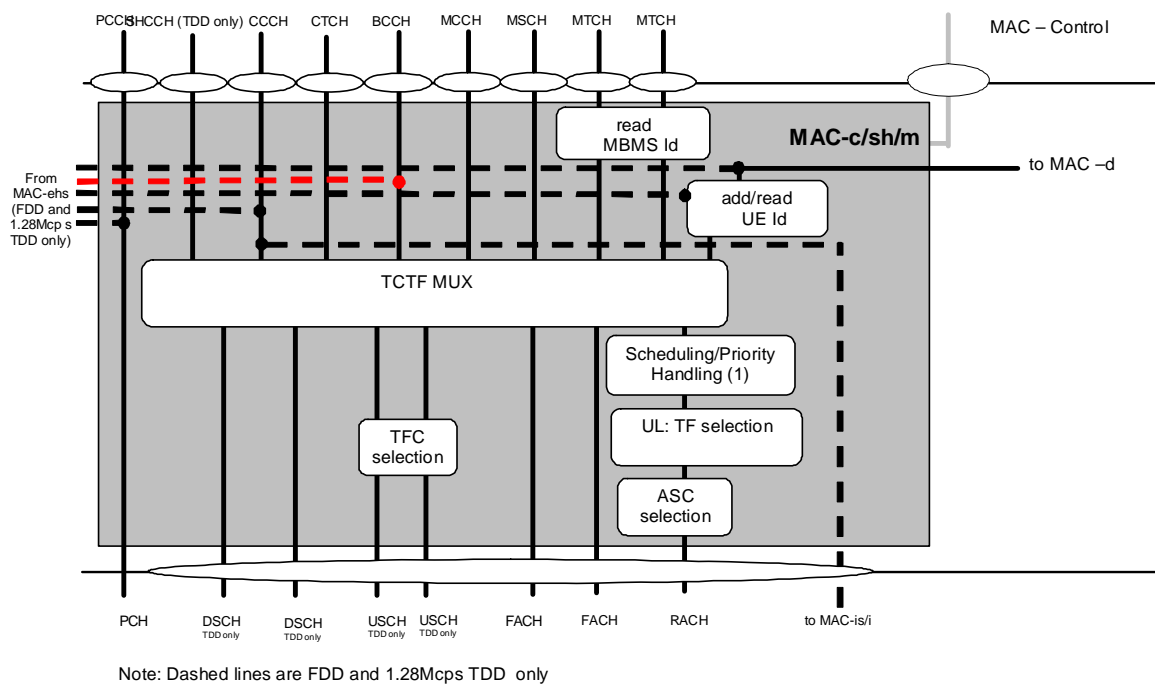 PCCH SHCCH (TDD only) CCCH CTCH BCCH MCCH MSCH MTCH MTCH
MAC – Control
read
MBMS Id
MAC-c/sh/m
to MAC –d
From
MAC-ehs
(FDD and
1.28Mcp s
TDD only)
add/read
UE Id
TCTF MUX
Scheduling/Priority
Handling (1)
UL: TF selection
TFC
selection
ASC
selection
PCH DSCH DSCH USCH USCH FACH FACH RACH to MAC-is/i
TDD only TDD only TDD only TDD only
Note: Dashed lines are FDD and 1.28Mcps TDD only